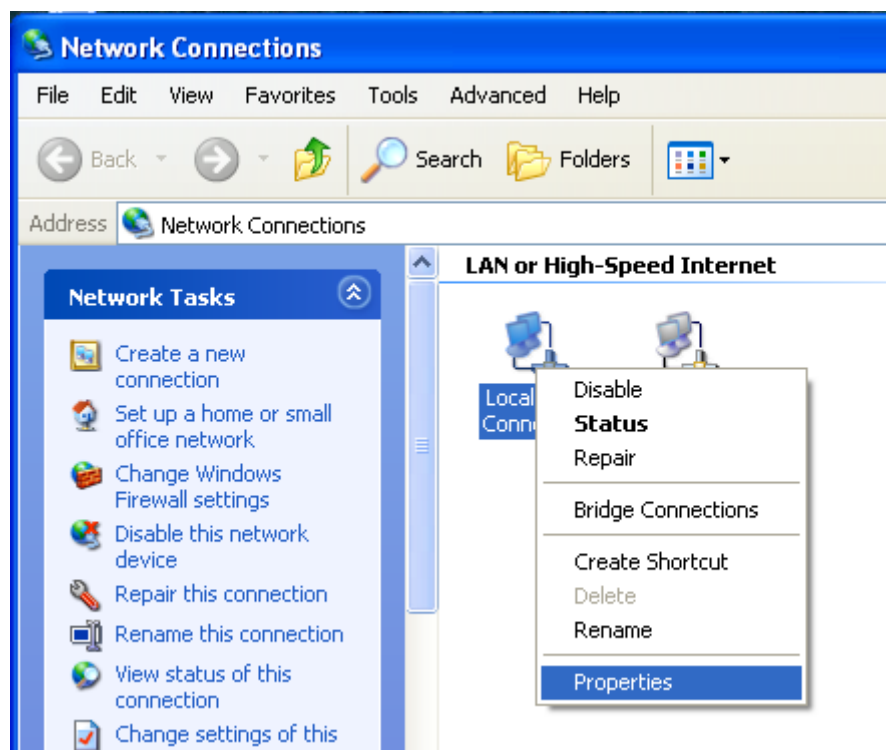 Network Connections
File Edit View Favorites Tools Advanced Help
Back Search Folders
Address Network Connections
Network Tasks
Create a new
connection
Set up a home or small
office network
Change Windows
Firewall settings
Disable this network
device
Repair this connection
Rename this connection
View status of this
connection
Change settings of this
LAN or High-Speed Internet
Local
Disable
Status
Repair
Bridge Connections
Create Shortcut
Delete
Rename
Properties